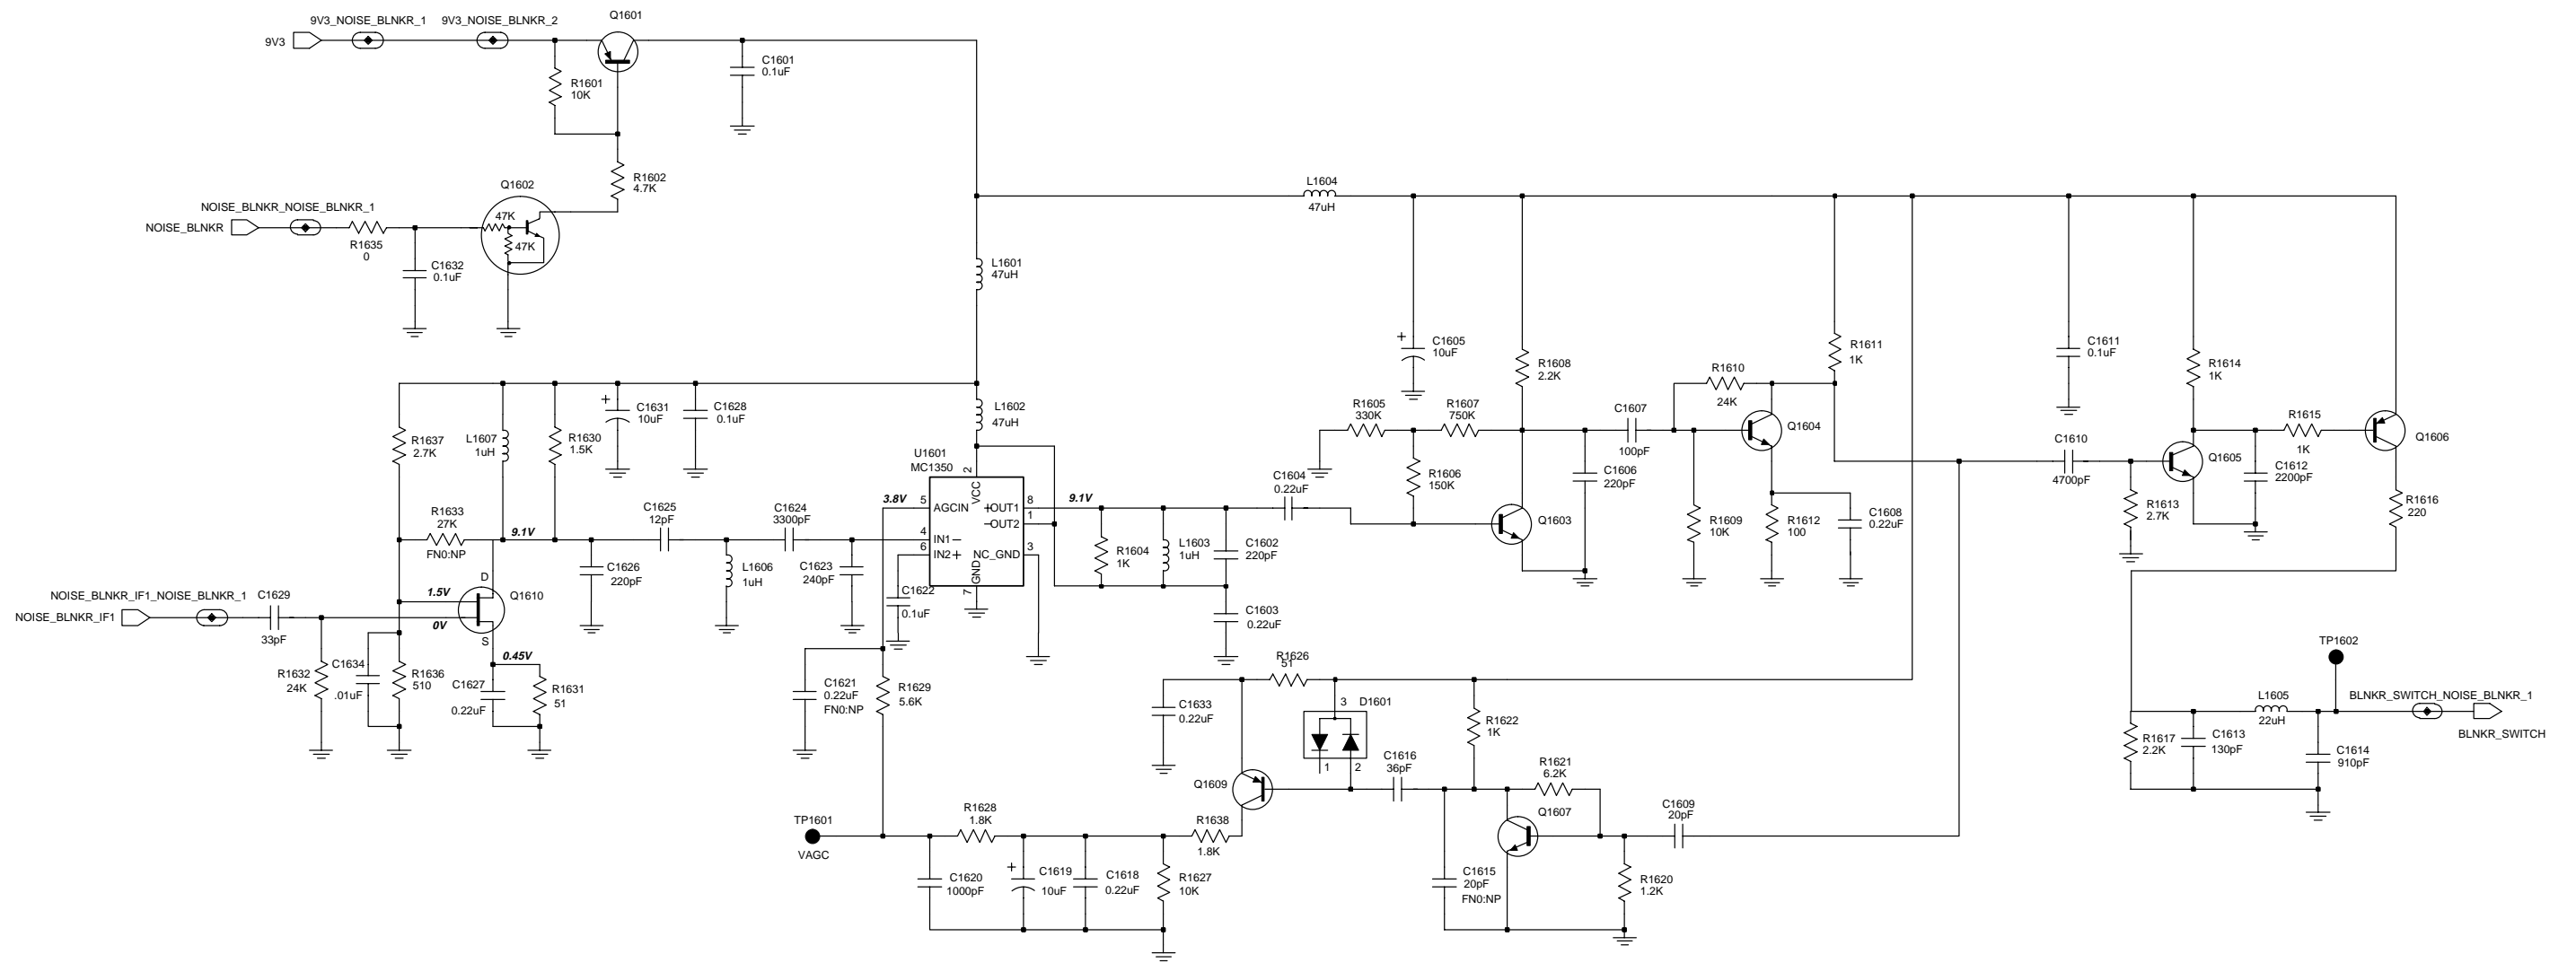 9V3_NOISE_BLNKR_1
9V3_NOISE_BLNKR_2
Q1601
9V3
R1601
10K
C1601
0.1uF
R1602
4.7K
Q1602
47K
47K
NOISE_BLNKR_NOISE_BLNKR_1
NOISE_BLNKR
R1635
0
C1632
0.1uF
L1604
47uH
L1601
47uH
L1602
47uH
C1605
10uF
+
R1608
2.2K
R1611
1K
C1611
0.1uF
R1614
1K
R1637
2.7K
L1607
1uH
R1630
1.5K
+
C1631
10uF
C1628
0.1uF
R1605
330K
R1607
750K
R1606
150K
C1607
100pF
R1610
24K
Q1604
C1606
220pF
R1609
10K
R1612
100
C1608
0.22uF
C1610
4700pF
Q1605
R1615
1K
Q1606
C1612
2200pF
R1613
2.7K
R1616
220
U1601
MC1350
2
VCC
3.8V
5
AGCIN
+OUT1
8
9.1V
−OUT2
1
4
IN1−
6
IN2+
NC_GND
3
GND
7
C1604
0.22uF
Q1603
R1604
1K
L1603
1uH
C1602
220pF
C1603
0.22uF
R1633
27K
FN0:NP
9.1V
C1625
12pF
C1624
3300pF
C1626
220pF
L1606
1uH
C1623
240pF
C1622
0.1uF
NOISE_BLNKR_IF1_NOISE_BLNKR_1
NOISE_BLNKR_IF1
C1629
33pF
1.5V
0V
D
Q1610
S
0.45V
R1632
24K
C1634
.01uF
R1636
510
C1627
0.22uF
R1631
51
C1621
0.22uF
FN0:NP
R1629
5.6K
R1626
51
C1633
0.22uF
3
D1601
1
2
R1622
1K
C1616
36pF
R1621
6.2K
Q1609
Q1607
C1609
20pF
TP1601
VAGC
R1628
1.8K
R1638
1.8K
C1620
1000pF
+
C1619
10uF
C1618
0.22uF
R1627
10K
C1615
20pF
FN0:NP
R1620
1.2K
TP1602
BLNKR_SWITCH_NOISE_BLNKR_1
L1605
22uH
BLNKR_SWITCH
R1617
2.2K
C1613
130pF
C1614
910pF